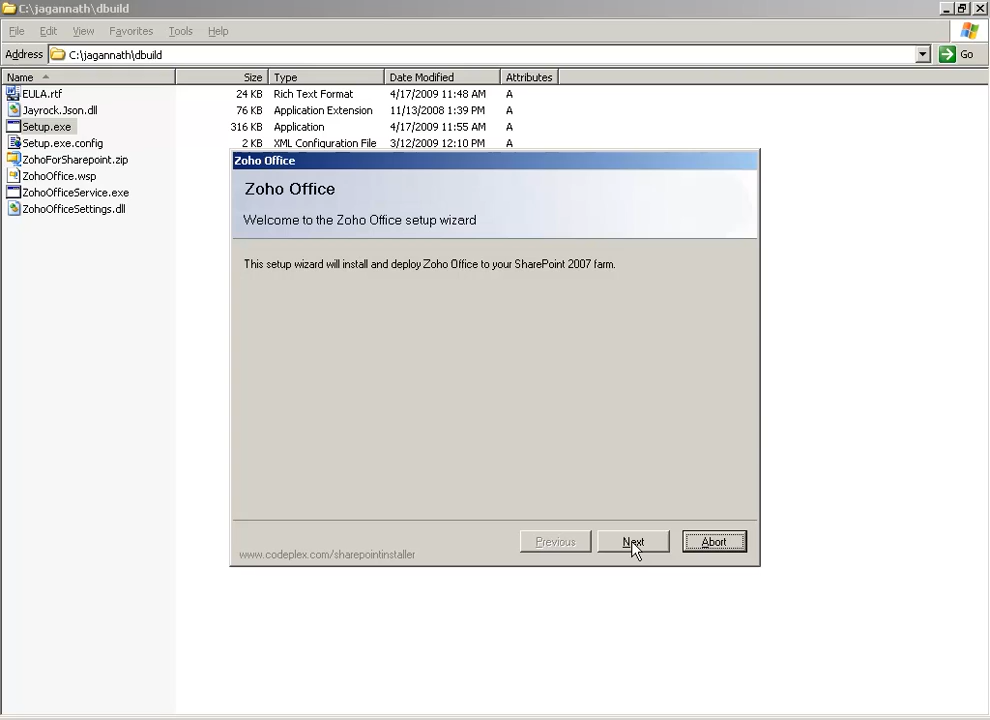 C:\jagannath\dbuild
File Edit View Favorites Tools Help
Address C:\jagannath\dbuild Go
Name Size Type Date Modified Attributes
EULA.rtf 24 KB Rich Text Format 4/17/2009 11:48 AM A
Jayrock.Json.dll 76 KB Application Extension 11/13/2008 1:39 PM A
Setup.exe 316 KB Application 4/17/2009 11:55 AM A
Setup.exe.config 2 KB XML Configuration File 3/12/2009 12:10 PM A
ZohoForSharepoint.zip
ZohoOffice.wsp
ZohoOfficeService.exe
ZohoOfficeSettings.dll
Zoho Office
Zoho Office
Welcome to the Zoho Office setup wizard
This setup wizard will install and deploy Zoho Office to your SharePoint 2007 farm.
Previous Next Abort
www.codeplex.com/sharepointinstaller